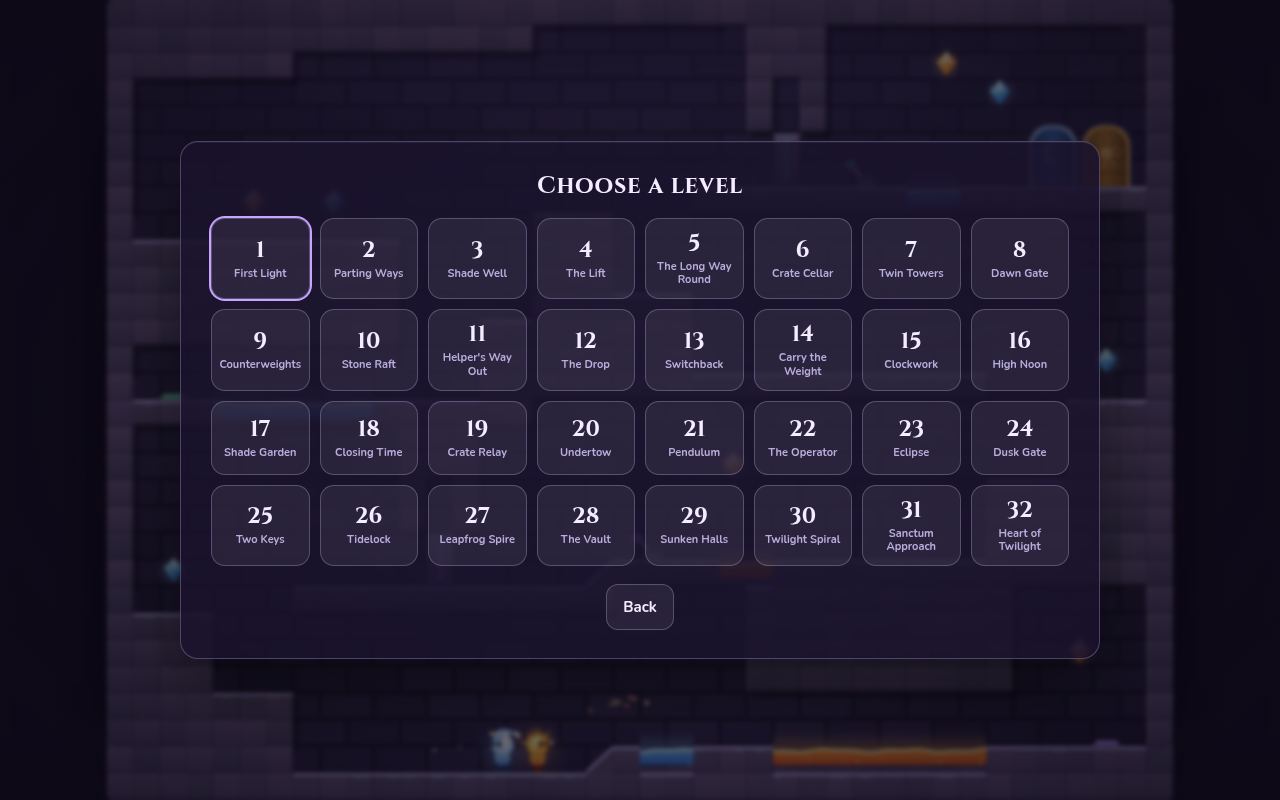 Choose a level
1
First Light
2
Parting Ways
3
Shade Well
4
The Lift
5
The Long Way
Round
6
Crate Cellar
7
Twin Towers
8
Dawn Gate
9
Counterweights
10
Stone Raft
11
Helper's Way
Out
12
The Drop
13
Switchback
14
Carry the
Weight
15
Clockwork
16
High Noon
17
Shade Garden
18
Closing Time
19
Crate Relay
20
Undertow
21
Pendulum
22
The Operator
23
Eclipse
24
Dusk Gate
25
Two Keys
26
Tidelock
27
Leapfrog Spire
28
The Vault
29
Sunken Halls
30
Twilight Spiral
31
Sanctum
Approach
32
Heart of
Twilight
Back